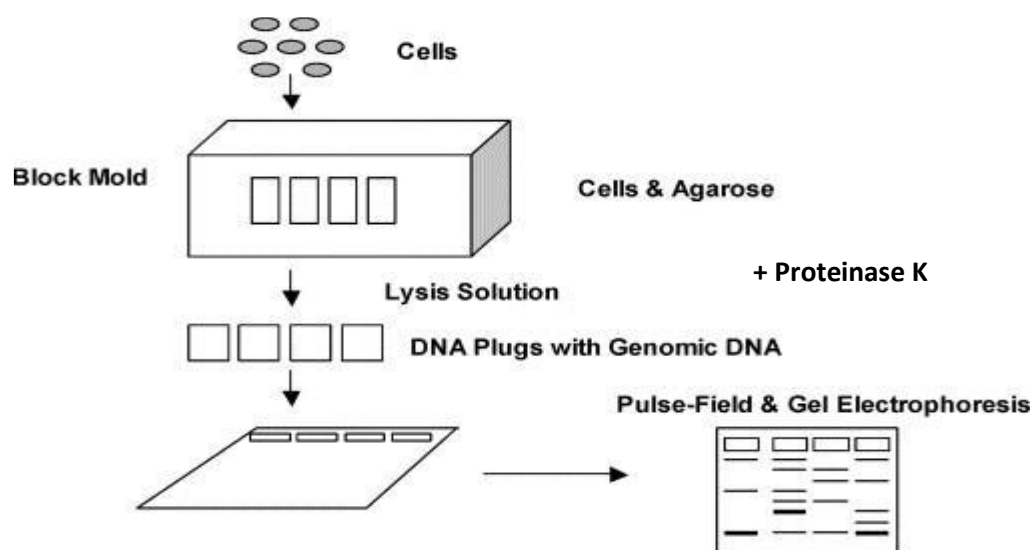 Cells
Block Mold
Cells & Agarose
+ Proteinase K
Lysis Solution
DNA Plugs with Genomic DNA
Pulse-Field & Gel Electrophoresis